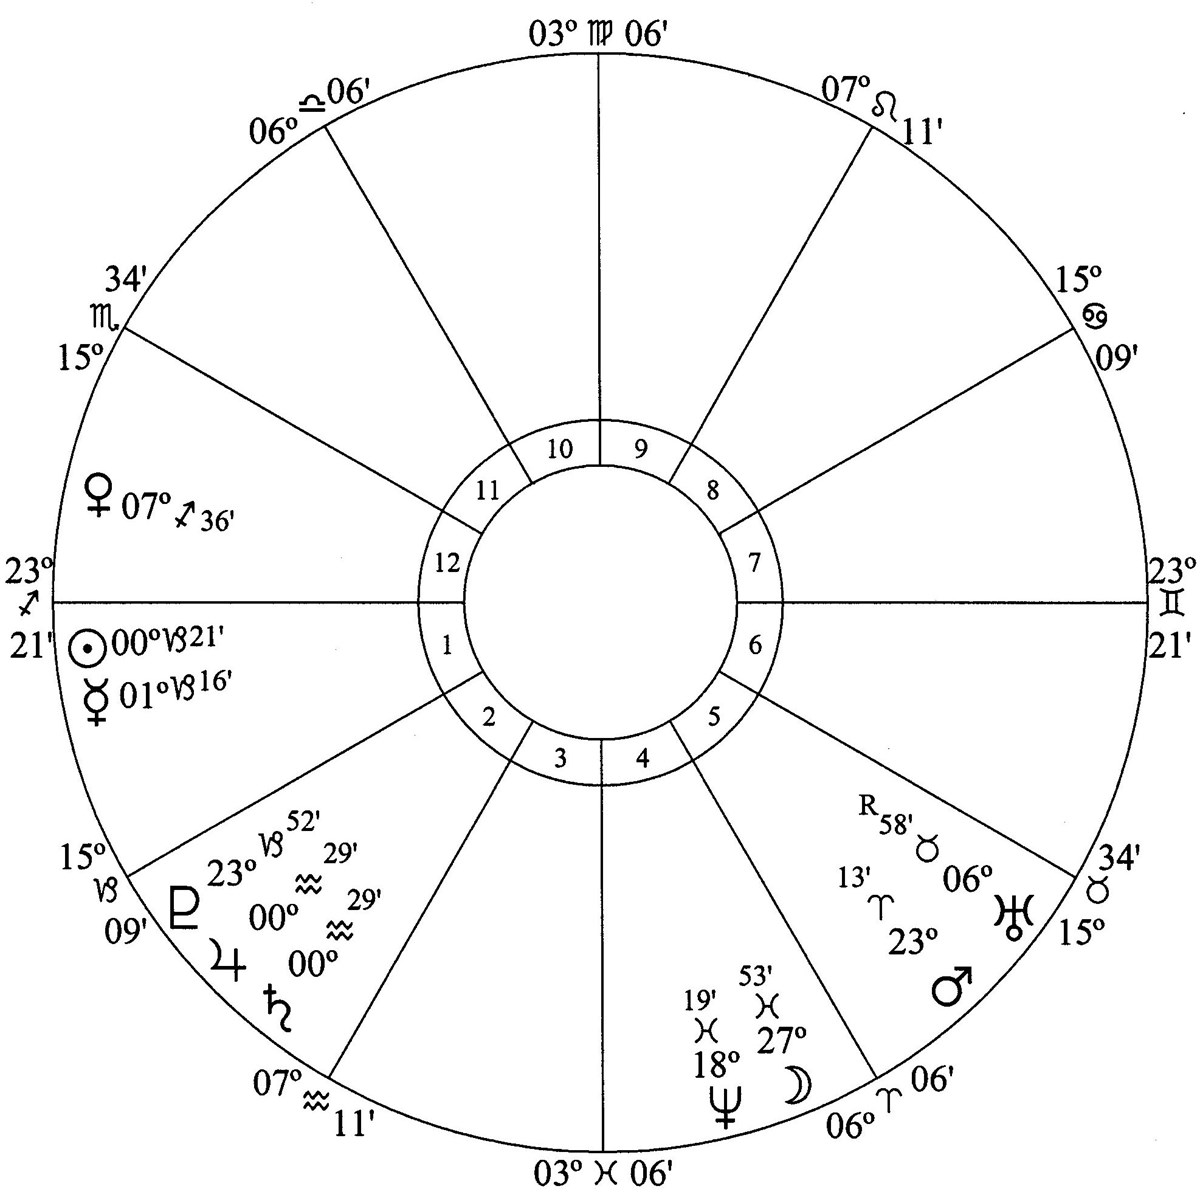 03º ♍ 06'
06º ♎ 06'
07º ♌ 11'
34' ♏ 15º
15º ♋ 09'
♀ 07º ♐ 36'
23º ♐ 21'
23º ♊ 21'
☉ 00º ♑ 21'
☿ 01º ♑ 16'
10
9
11
8
12
7
1
6
2
5
3
4
15º ♑ 09'
♇ 23º ♑ 52'
♃ 00º ♒ 29'
♄ 00º ♒ 29'
R 58' ♉ 06º ♅
13' ♈ 23º ♂
34' ♉ 15º
19' ♓ 18º ♆
53' ♓ 27º ☽
07º ♒ 11'
06º ♈ 06'
03º ♓ 06'